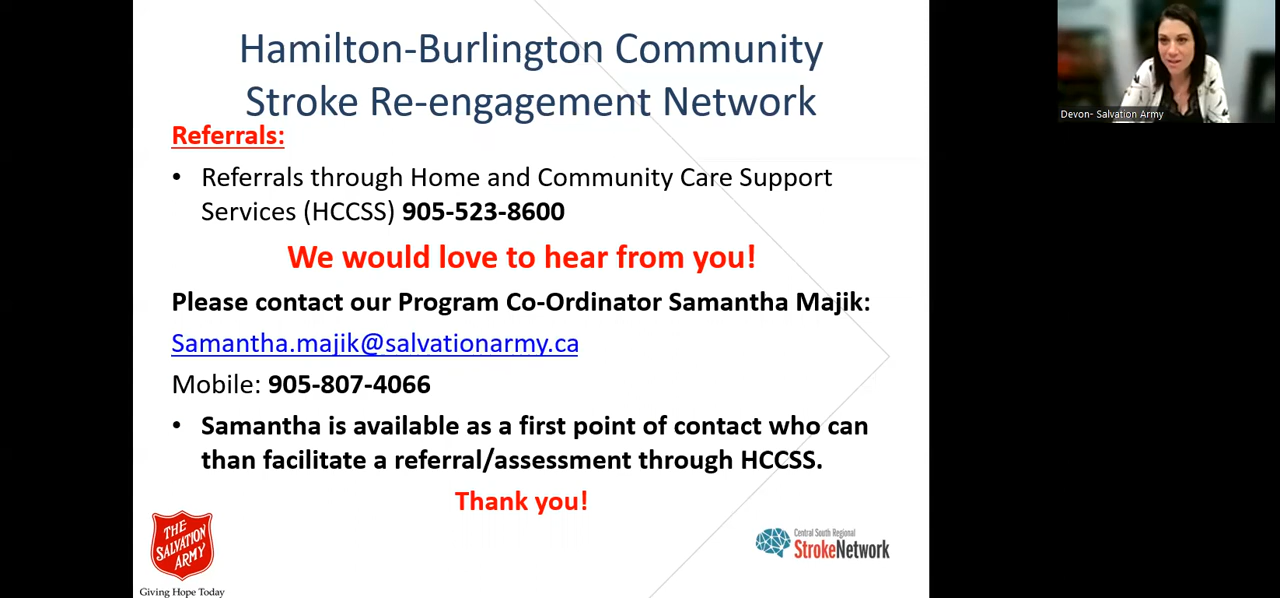 Hamilton-Burlington Community
Stroke Re-engagement Network
Referrals:
• Referrals through Home and Community Care Support
Services (HCCSS) 905-523-8600
We would love to hear from you!
Please contact our Program Co-Ordinator Samantha Majik:
Samantha.majik@salvationarmy.ca
Mobile: 905-807-4066
• Samantha is available as a first point of contact who can
than facilitate a referral/assessment through HCCSS.
Thank you!
THE
SALVATION
ARMY
Giving Hope Today
Central South Regional
StrokeNetwork
Devon- Salvation Army